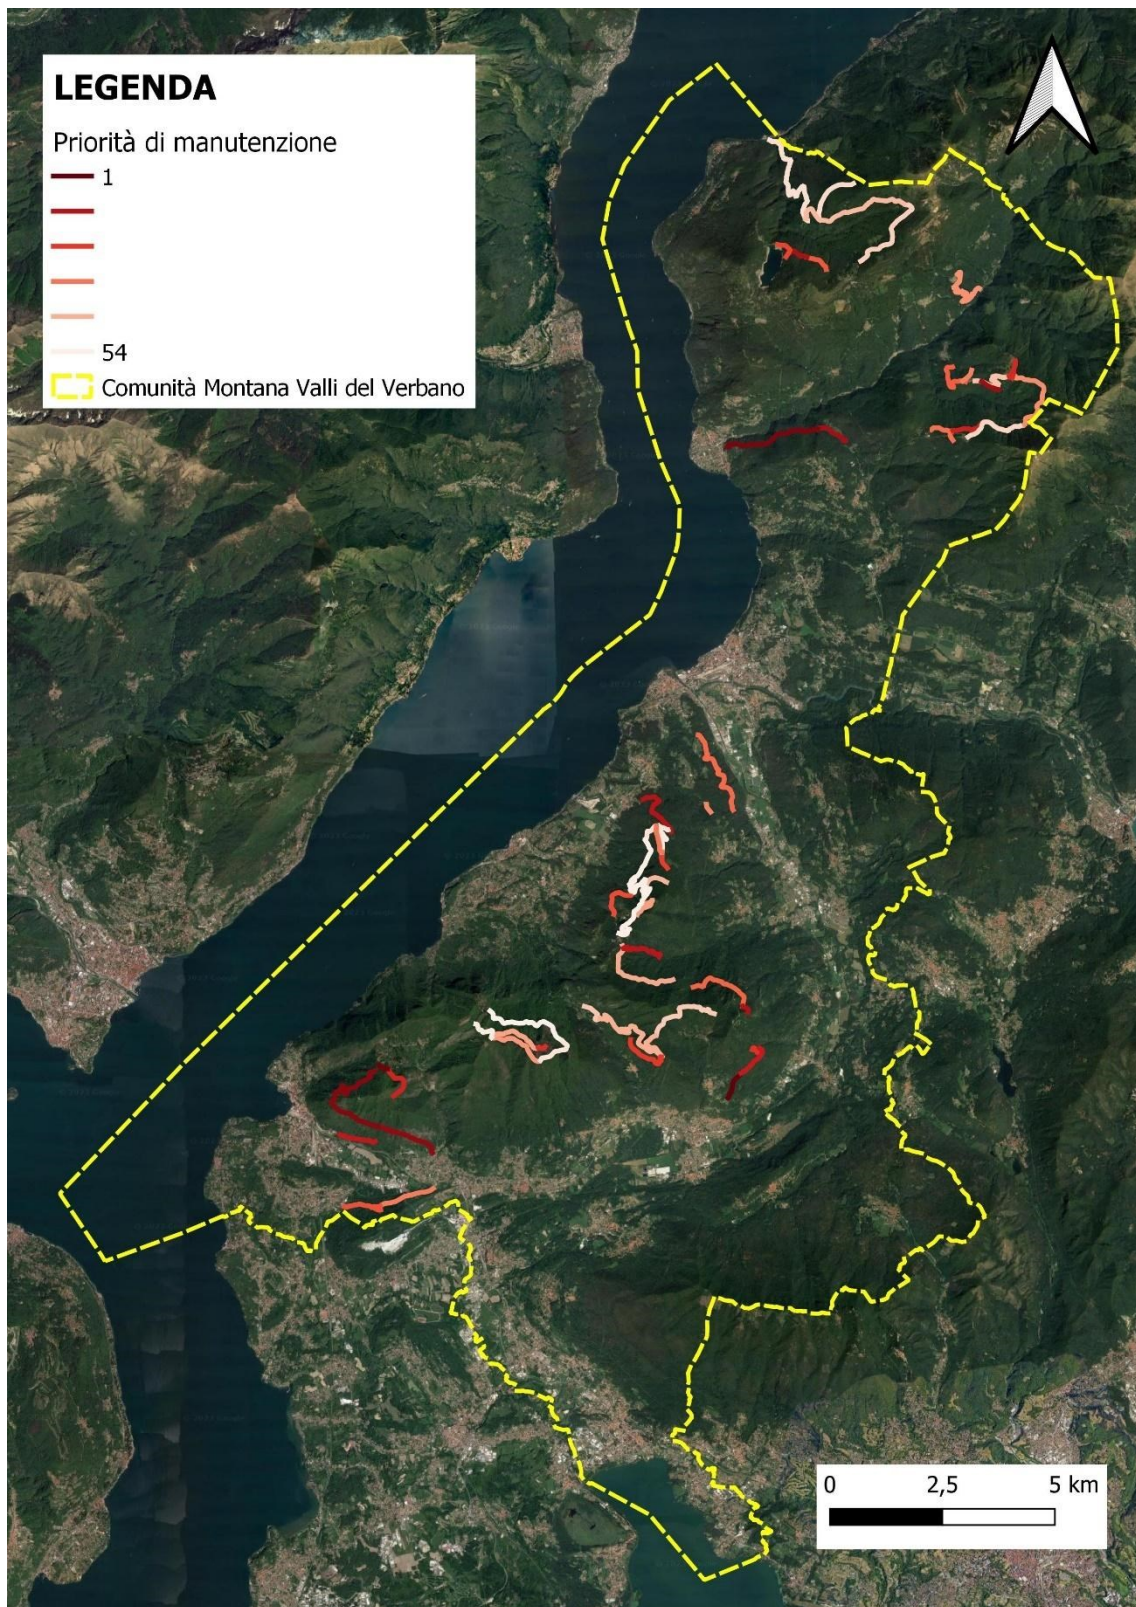 LEGENDA
Priorità di manutenzione
1
54
Comunità Montana Valli del Verbano
0 2,5 5 km